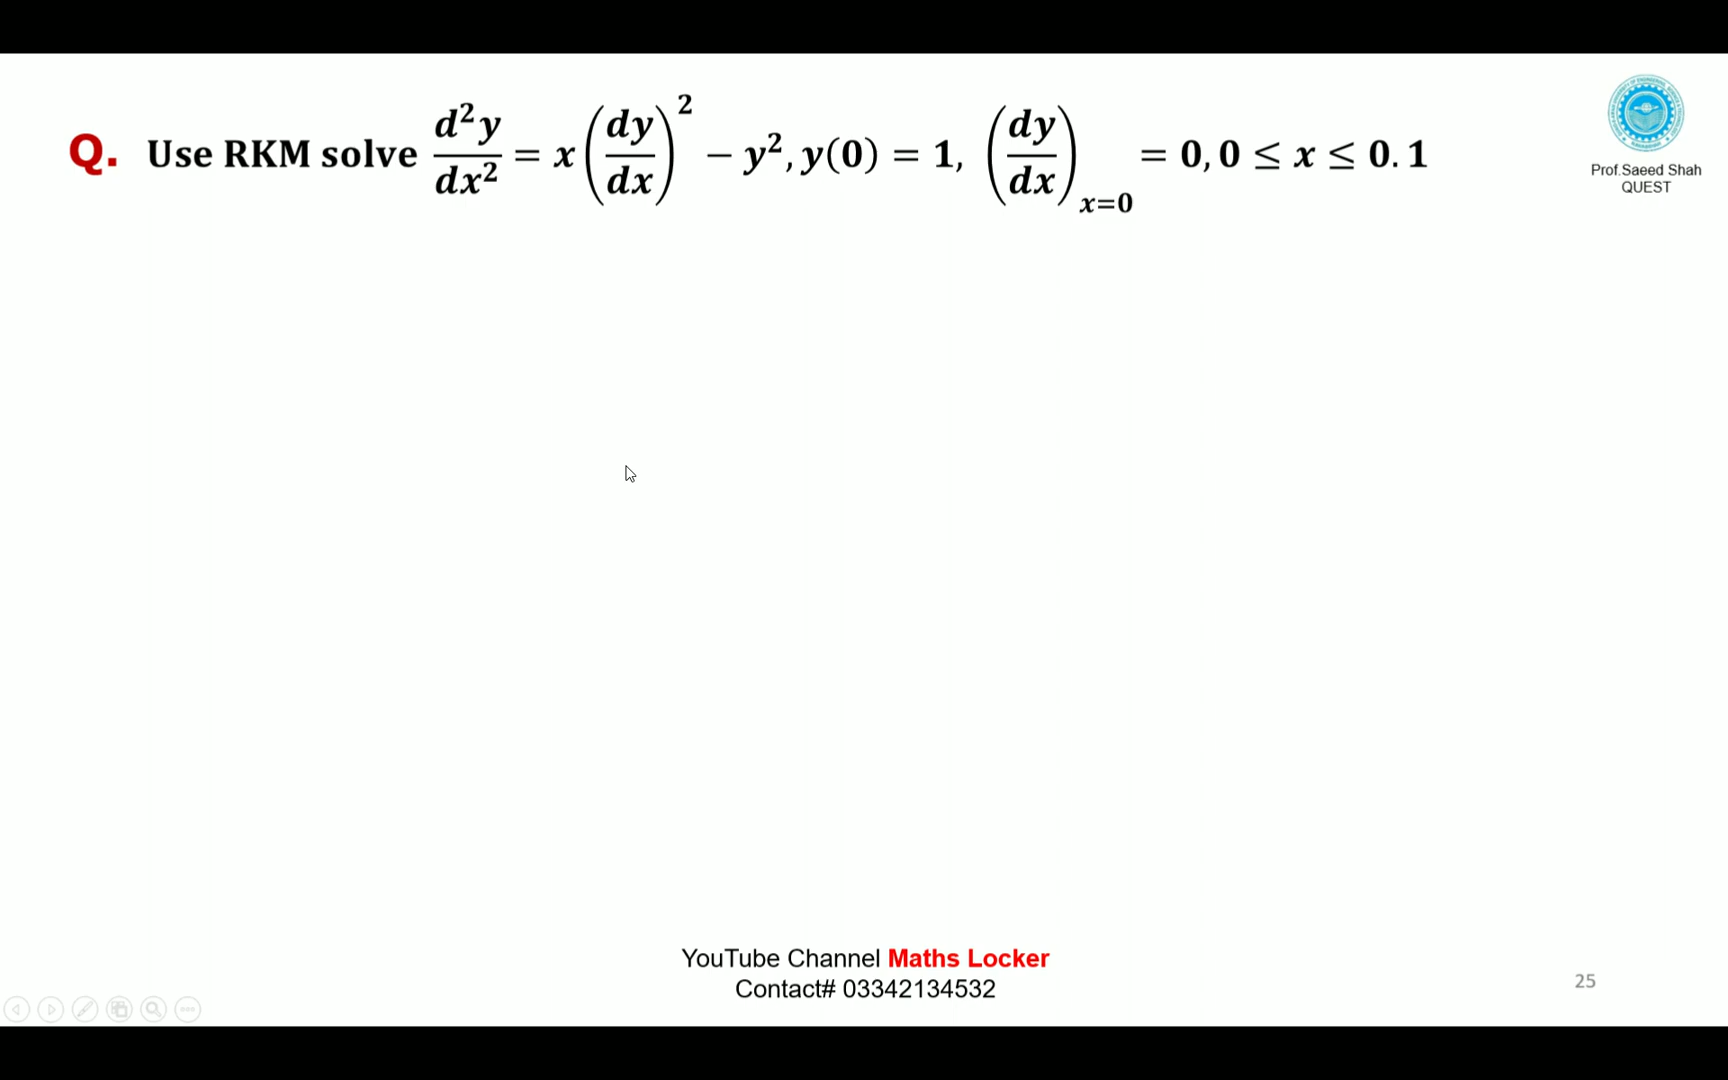 Q. Use RKM solve d²y/dx² = x(dy/dx)² − y², y(0) = 1, (dy/dx)ₓ₌₀ = 0, 0 ≤ x ≤ 0.1
Prof.Saeed Shah
QUEST
YouTube Channel Maths Locker
Contact# 03342134532
25